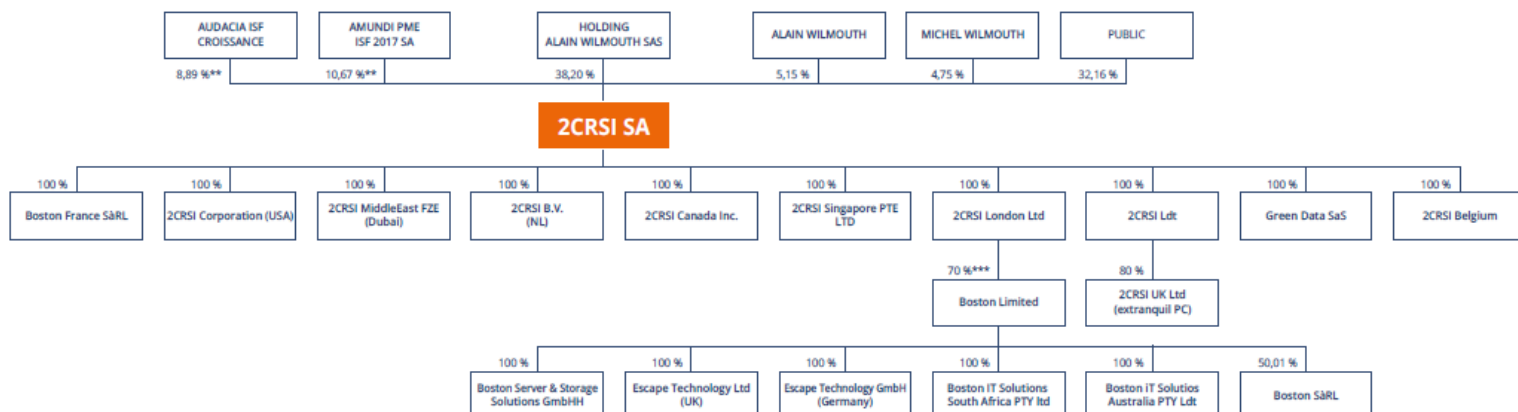 AUDACIA ISF
CROISSANCE
AMUNDI PME
ISF 2017 SA
HOLDING
ALAIN WILMOUTH SAS
ALAIN WILMOUTH
MICHEL WILMOUTH
PUBLIC
8,89 %**
10,67 %**
38,20 %
5,15 %
4,75 %
32,16 %
2CRSI SA
100 %
100 %
100 %
100 %
100 %
100 %
100 %
100 %
100 %
100 %
Boston France SàRL
2CRSI Corporation (USA)
2CRSI MiddleEast FZE
(Dubai)
2CRSI B.V.
(NL)
2CRSI Canada Inc.
2CRSI Singapore PTE
LTD
2CRSI London Ltd
2CRSI Ldt
Green Data SaS
2CRSI Belgium
70 %***
80 %
Boston Limited
2CRSI UK Ltd
(extranquil PC)
100 %
100 %
100 %
100 %
100 %
50,01 %
Boston Server & Storage
Solutions GmbHH
Escape Technology Ltd
(UK)
Escape Technology GmbH
(Germany)
Boston IT Solutions
South Africa PTY ltd
Boston iT Solutios
Australia PTY Ldt
Boston SàRL